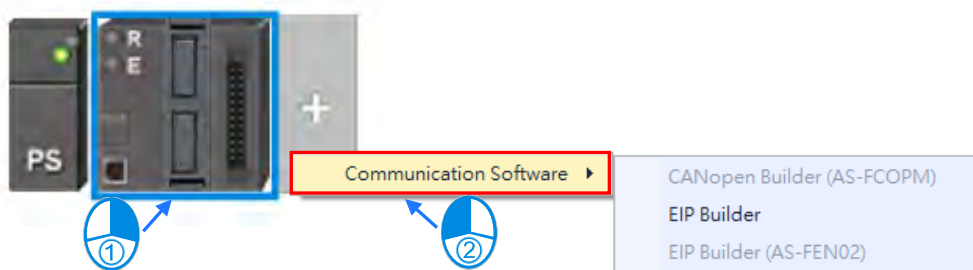 R
E
+
PS
Communication Software
CANopen Builder (AS-FCOPM)
EIP Builder
EIP Builder (AS-FEN02)
①
②